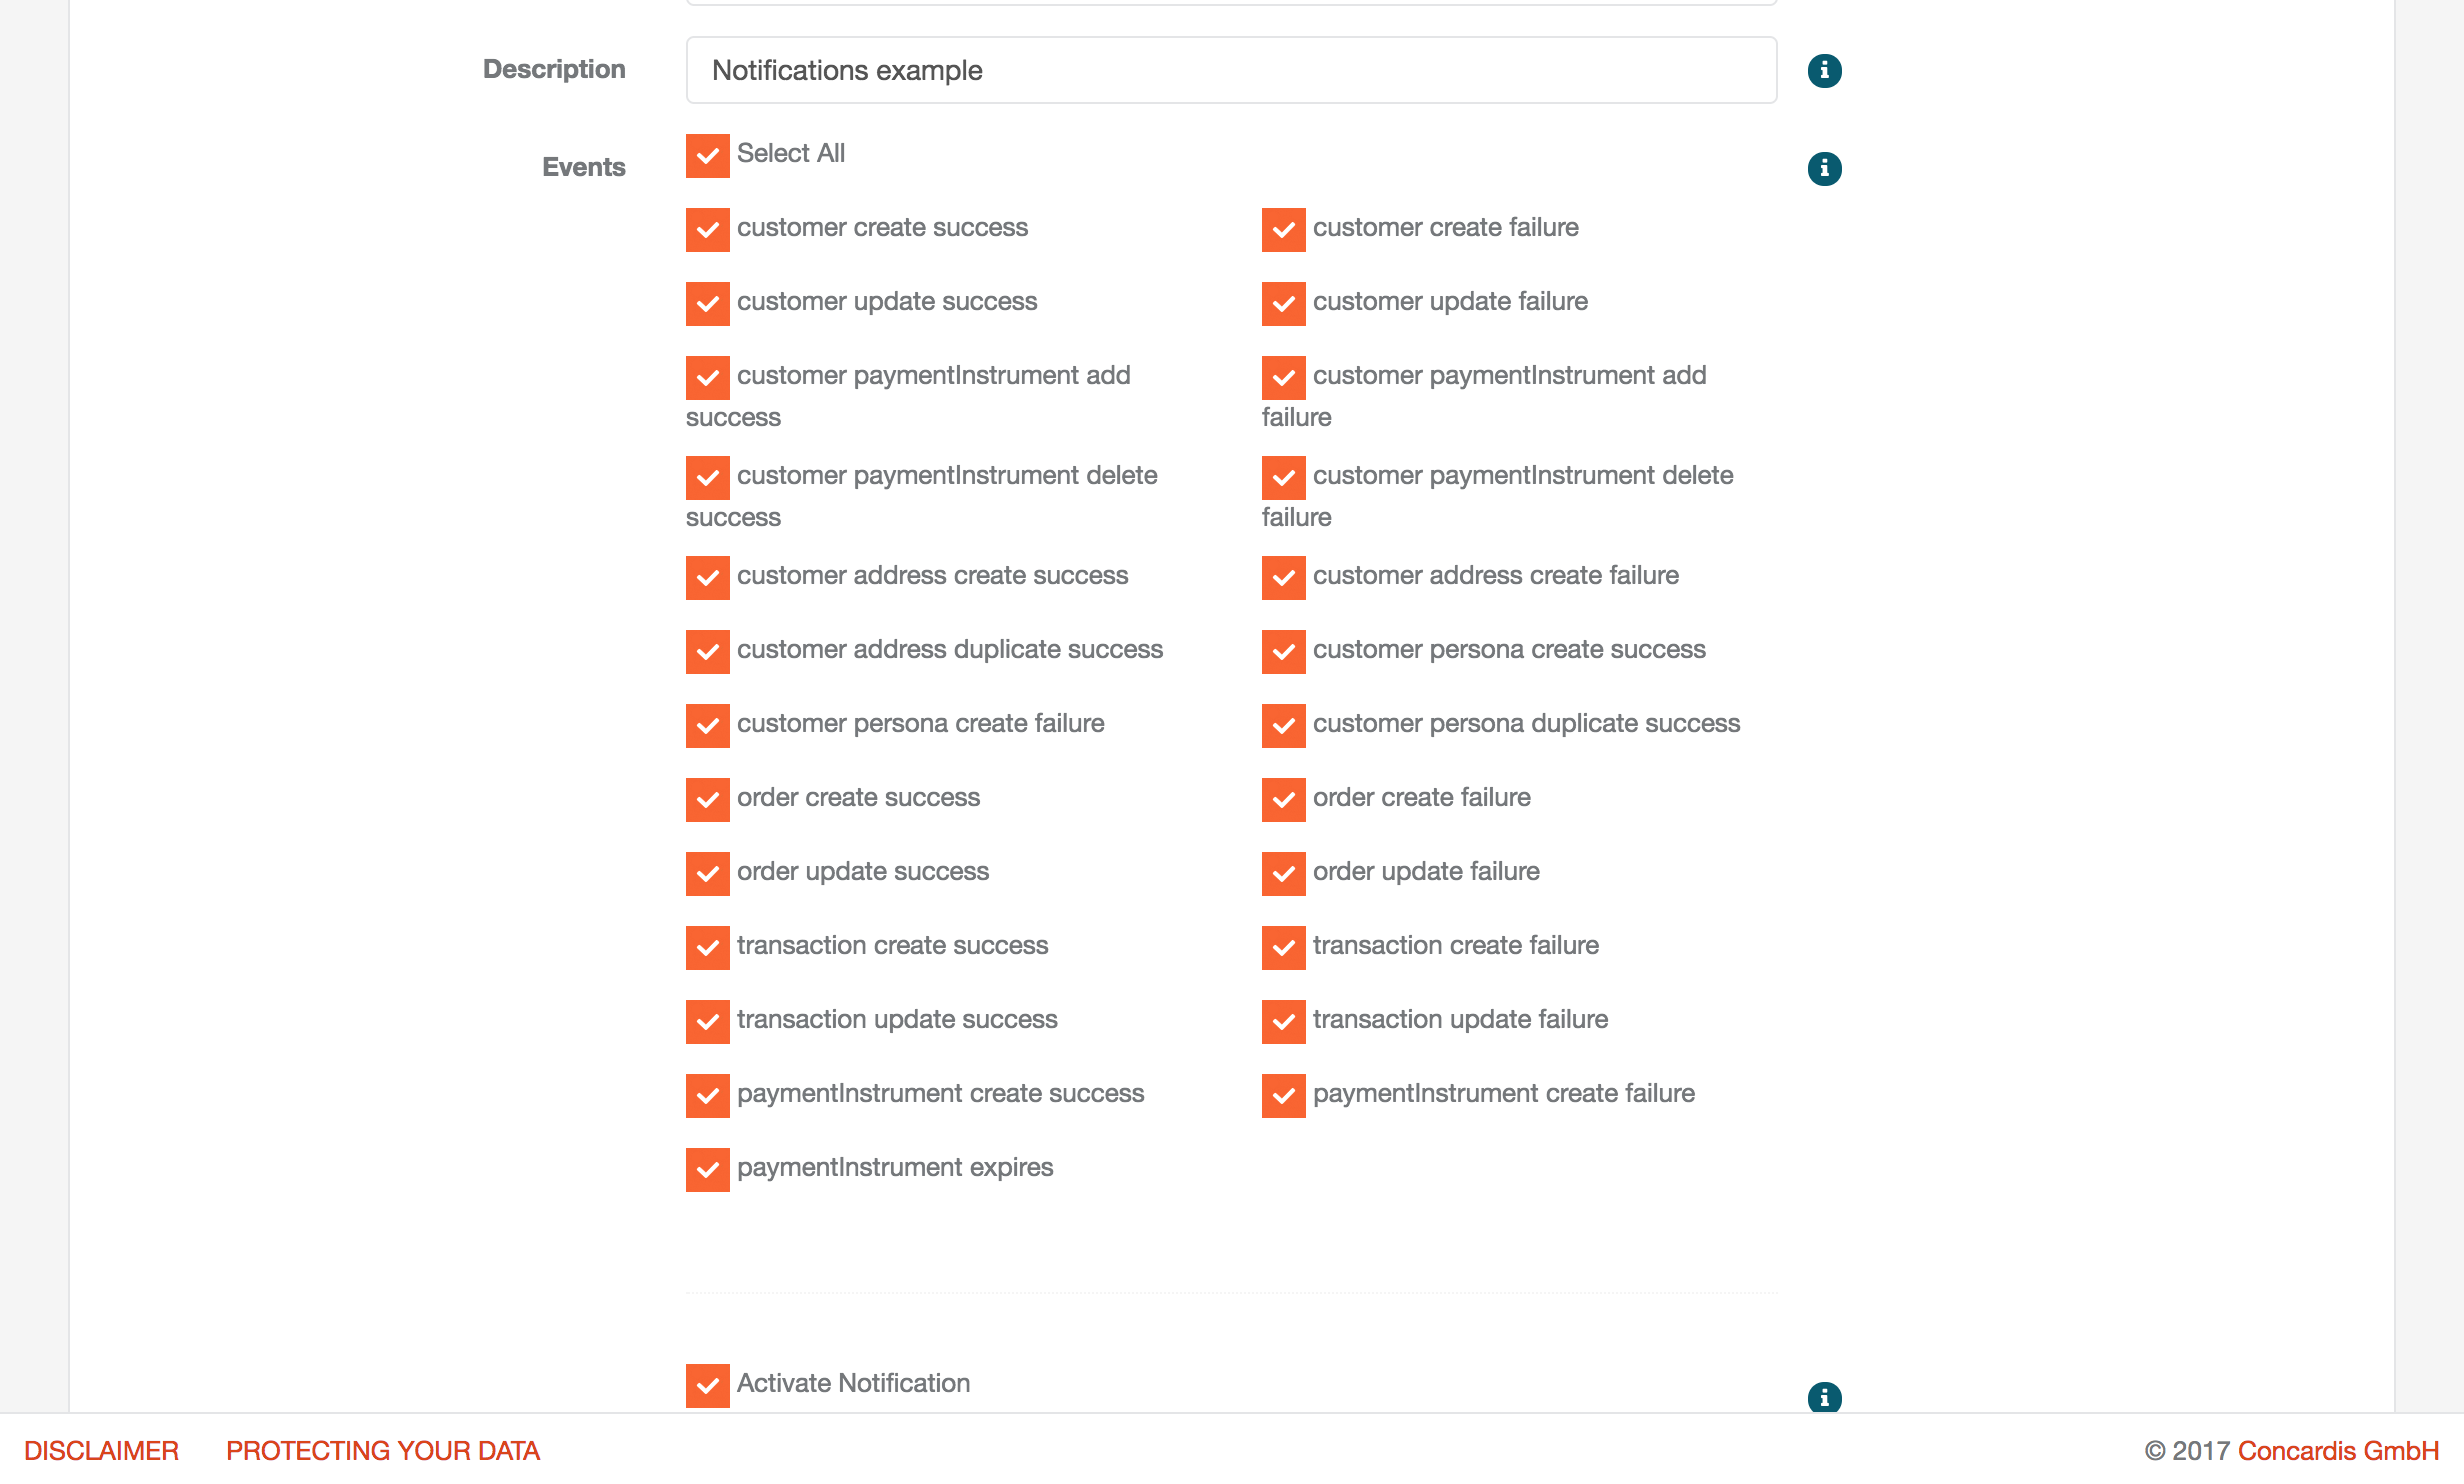 Description
Notifications example
Events
Select All
customer create success
customer create failure
customer update success
customer update failure
customer paymentInstrument add
success
customer paymentInstrument add
failure
customer paymentInstrument delete
success
customer paymentInstrument delete
failure
customer address create success
customer address create failure
customer address duplicate success
customer persona create success
customer persona create failure
customer persona duplicate success
order create success
order create failure
order update success
order update failure
transaction create success
transaction create failure
transaction update success
transaction update failure
paymentInstrument create success
paymentInstrument create failure
paymentInstrument expires
Activate Notification
DISCLAIMER
PROTECTING YOUR DATA
© 2017 Concardis GmbH